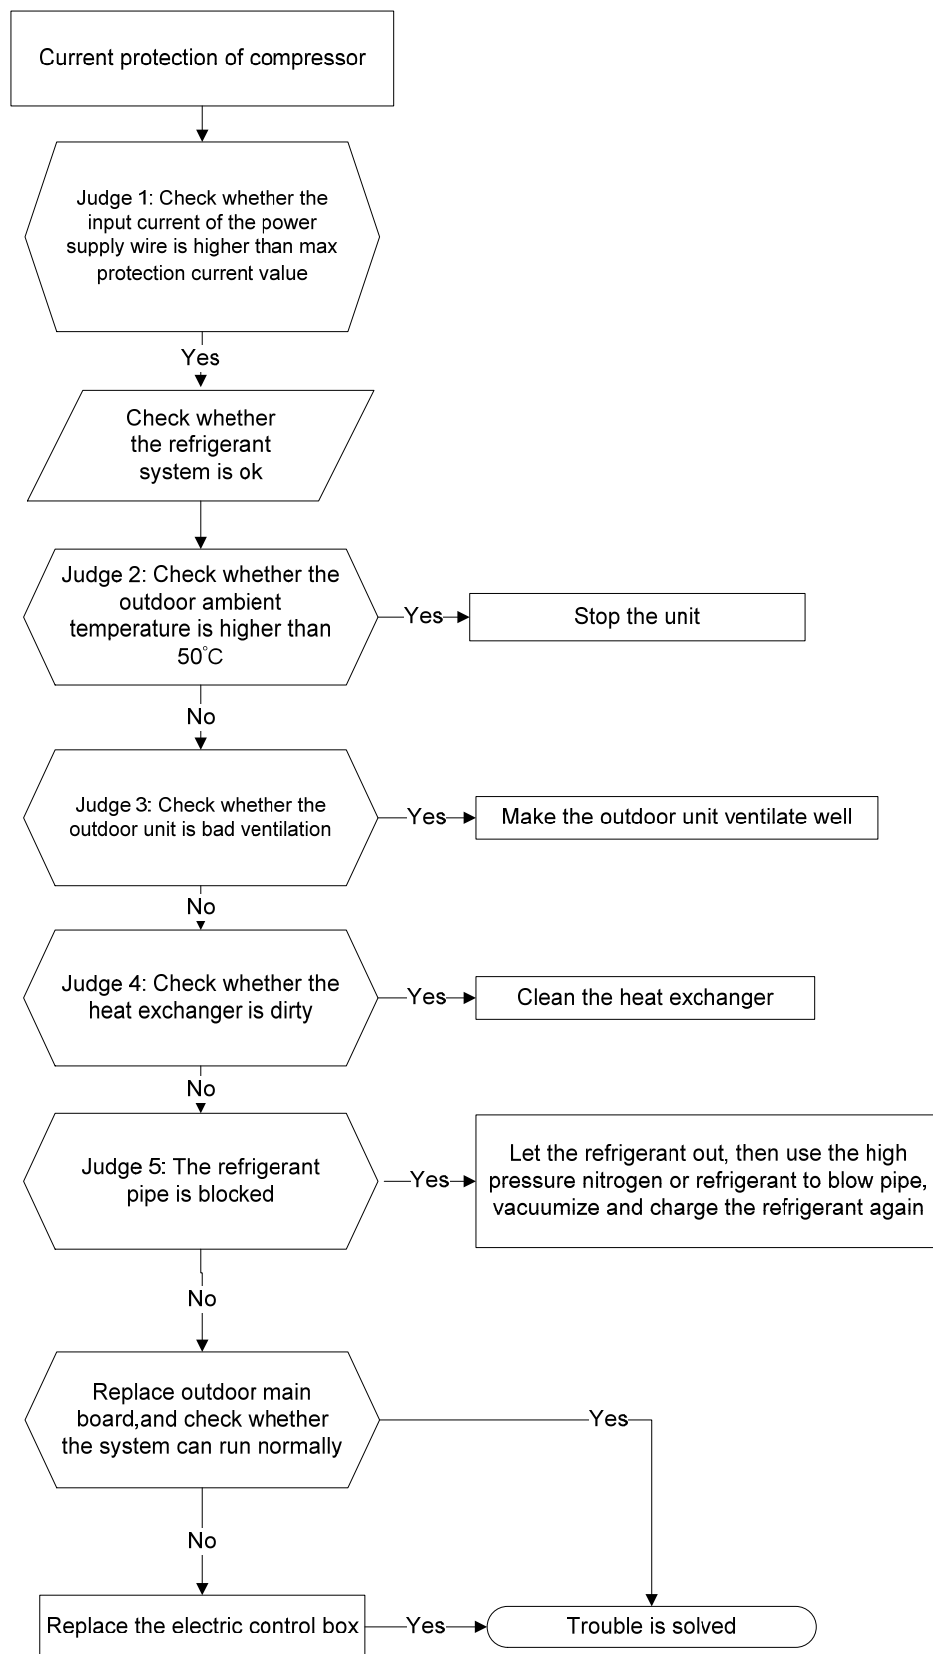 Current protection of compressor
Judge 1: Check whether the
input current of the power
supply wire is higher than max
protection current value
Yes
Check whether
the refrigerant
system is ok
Judge 2: Check whether the
outdoor ambient
temperature is higher than
50°C
Yes
Stop the unit
No
Judge 3: Check whether the
outdoor unit is bad ventilation
Yes
Make the outdoor unit ventilate well
No
Judge 4: Check whether the
heat exchanger is dirty
Yes
Clean the heat exchanger
No
Judge 5: The refrigerant
pipe is blocked
Yes
Let the refrigerant out, then use the high
pressure nitrogen or refrigerant to blow pipe,
vacuumize and charge the refrigerant again
No
Replace outdoor main
board,and check whether
the system can run normally
Yes
No
Replace the electric control box
Yes
Trouble is solved